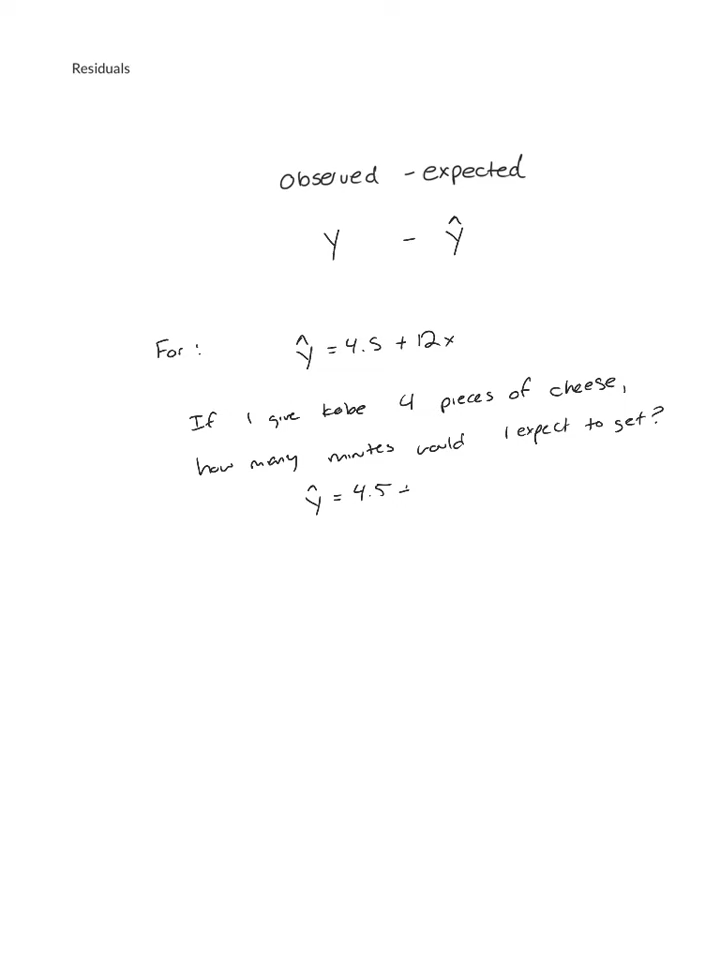 Residuals
observed - expected
y - ŷ
For: ŷ = 4.5 + 12x
If I give kobe 4 pieces of cheese,
how many minutes would I expect to get?
ŷ = 4.5 +